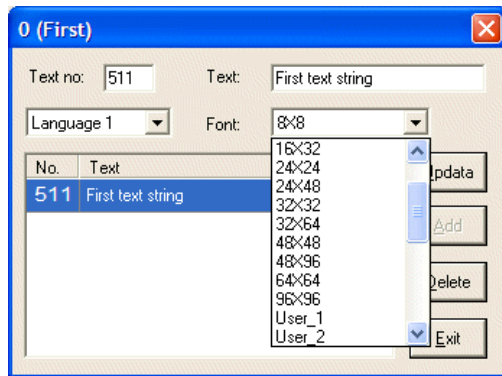 0 (First)
Text no: 511 Text: First text string
Language 1 Font: 8X8
16X32
24X24
24X48
32X32
32X64
48X48
48X96
64X64
96X96
User_1
User_2
No. Text
511 First text string
Updata
Add
Delete
Exit